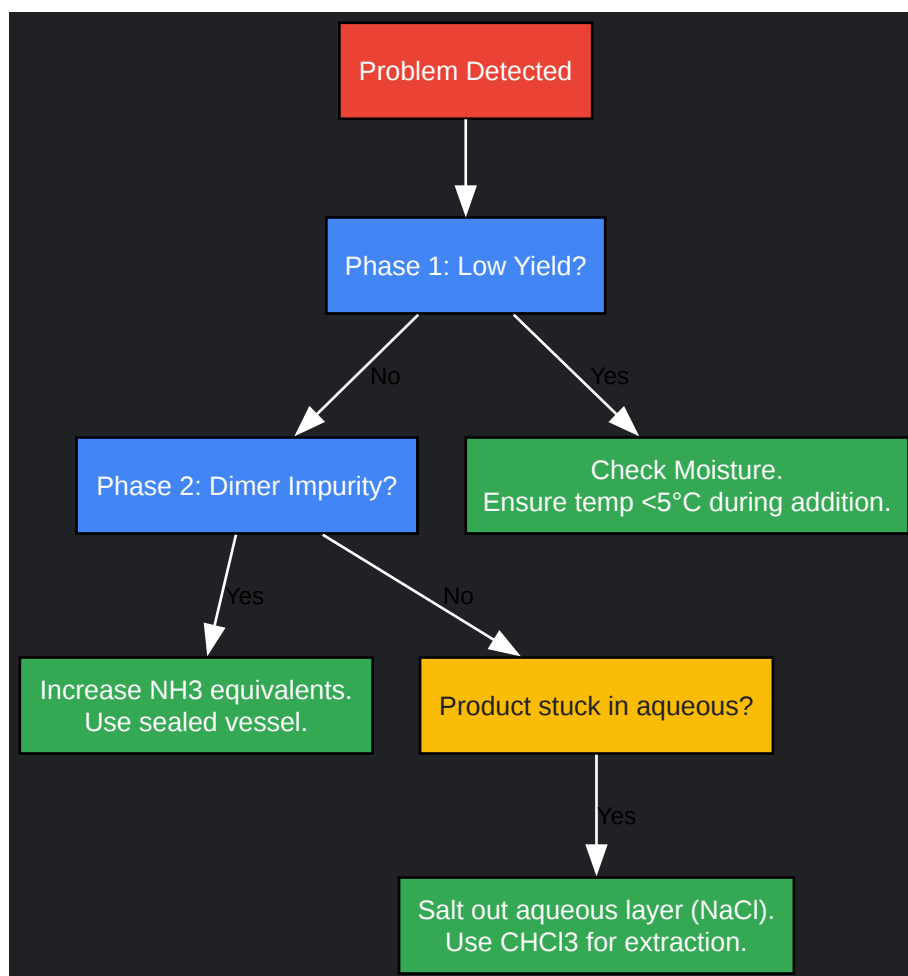 Problem Detected
Phase 1: Low Yield?
No
Yes
Phase 2: Dimer Impurity?
Check Moisture.
Ensure temp <5°C during addition.
Yes
No
Increase NH3 equivalents.
Use sealed vessel.
Product stuck in aqueous?
Yes
Salt out aqueous layer (NaCl).
Use CHCl3 for extraction.